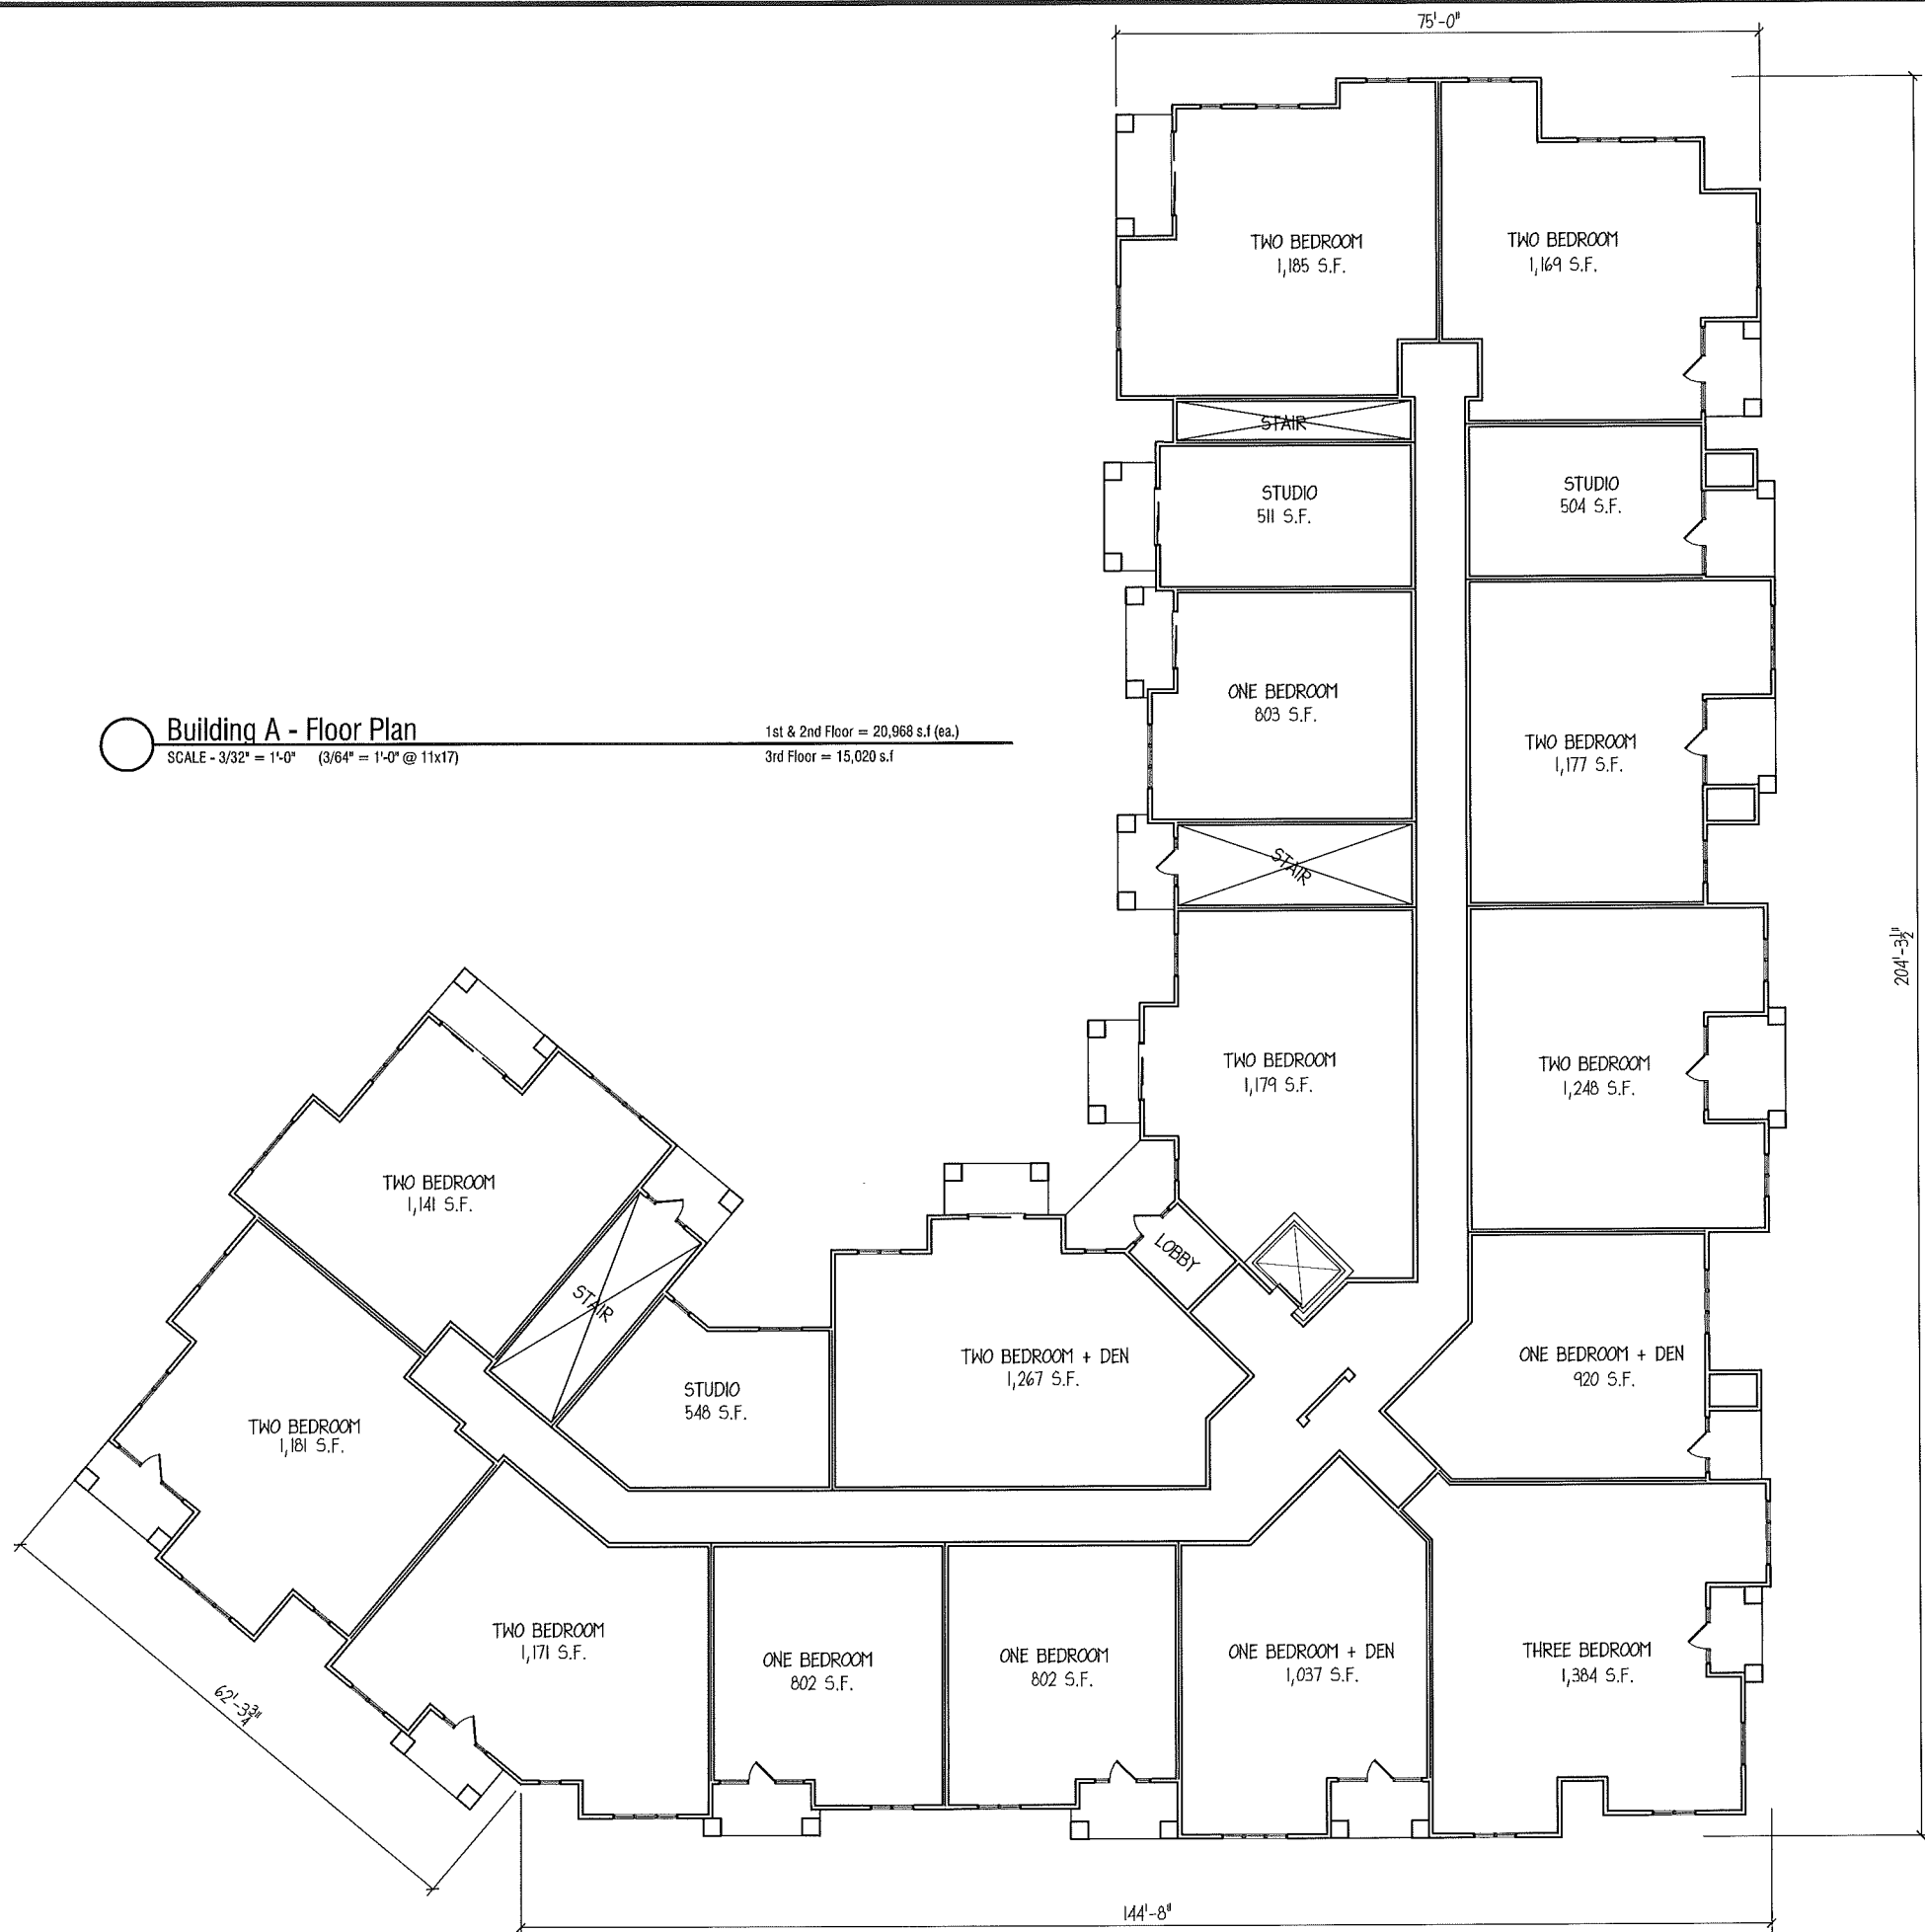 75'-0"
TWO BEDROOM
1,185 S.F.
TWO BEDROOM
1,169 S.F.
STAIR
STUDIO
511 S.F.
STUDIO
504 S.F.
ONE BEDROOM
803 S.F.
TWO BEDROOM
1,177 S.F.
Building A - Floor Plan
SCALE - 3/32" = 1'-0" (3/64" = 1'-0" @ 11x17)
1st & 2nd Floor = 20,968 s.f (ea.)
3rd Floor = 15,020 s.f
STAIR
204'-3½"
TWO BEDROOM
1,179 S.F.
TWO BEDROOM
1,248 S.F.
TWO BEDROOM
1,141 S.F.
LOBBY
STAIR
TWO BEDROOM + DEN
1,267 S.F.
ONE BEDROOM + DEN
920 S.F.
STUDIO
548 S.F.
TWO BEDROOM
1,181 S.F.
TWO BEDROOM
1,171 S.F.
ONE BEDROOM
802 S.F.
ONE BEDROOM
802 S.F.
ONE BEDROOM + DEN
1,037 S.F.
THREE BEDROOM
1,384 S.F.
62'-3¾"
144'-8"